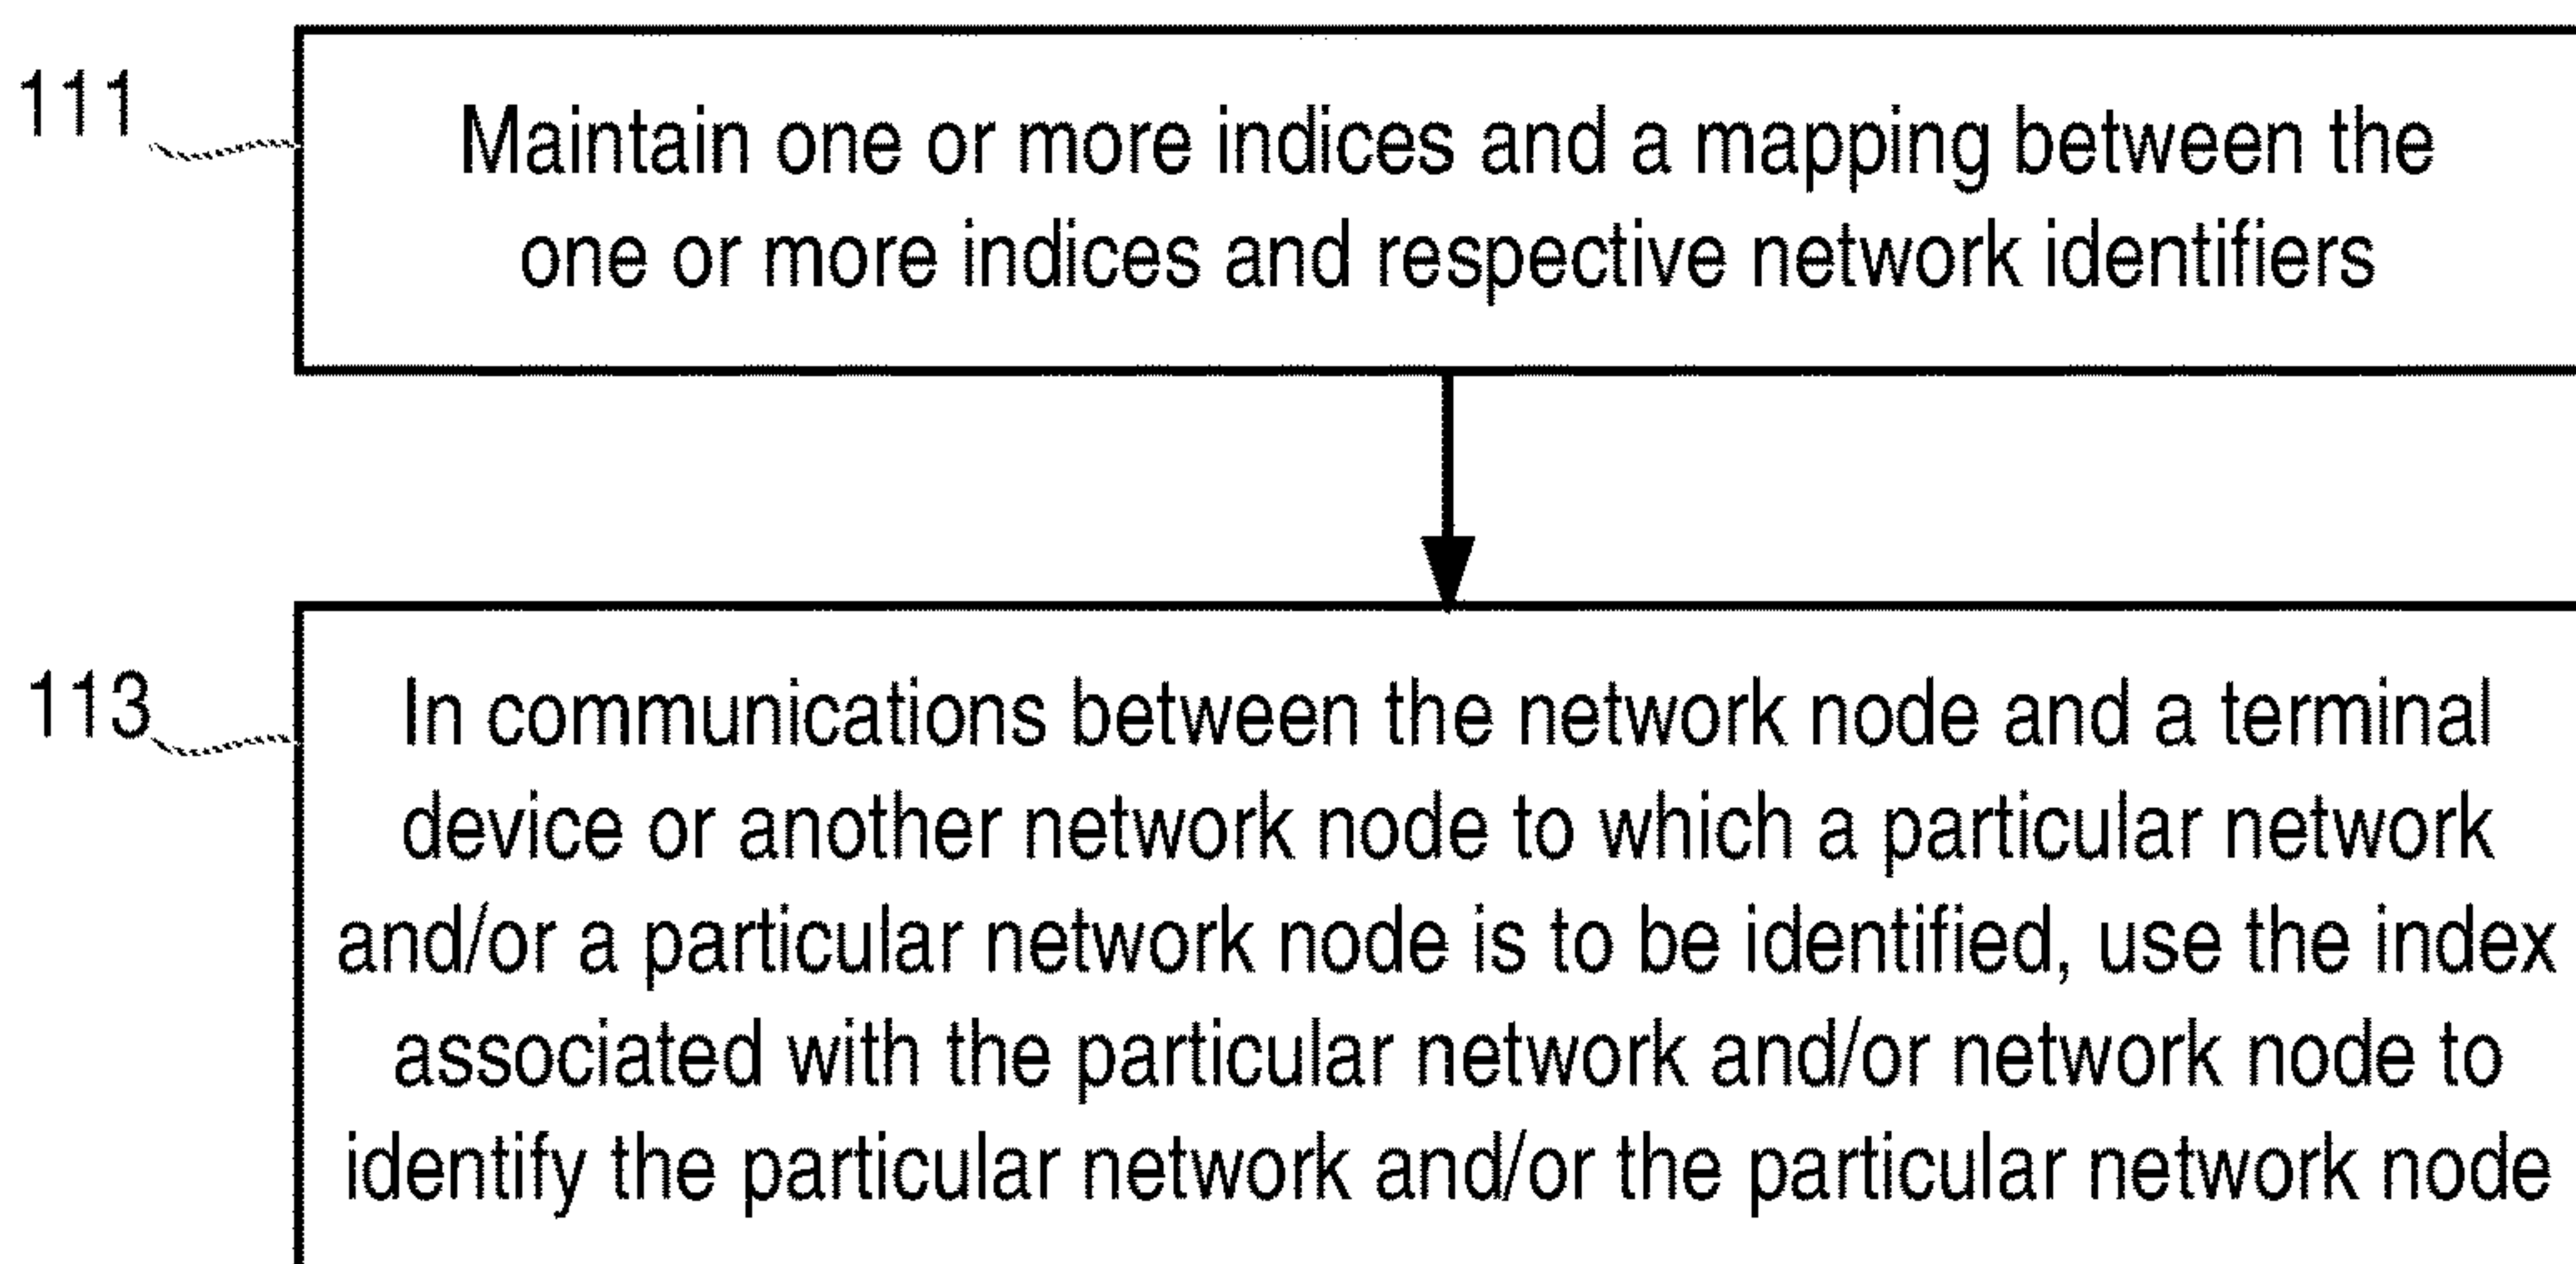 111
Maintain one or more indices and a mapping between the
one or more indices and respective network identifiers
113
In communications between the network node and a terminal
device or another network node to which a particular network
and/or a particular network node is to be identified, use the index
associated with the particular network and/or network node to
identify the particular network and/or the particular network node